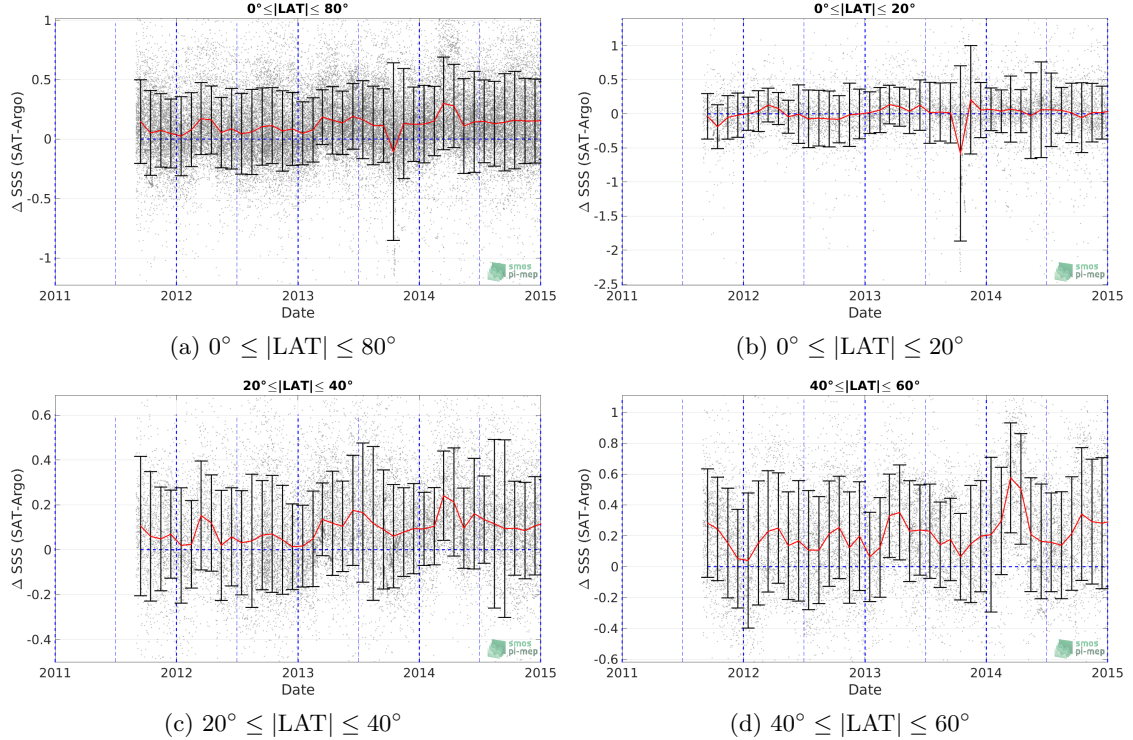 0°≤|LAT|≤ 80°
Δ SSS (SAT-Argo)
1
0.5
0
-0.5
-1
2011 2012 2013 2014 2015
Date
smos
pi-mep
(a) 0° ≤ |LAT| ≤ 80°
0°≤|LAT|≤ 20°
Δ SSS (SAT-Argo)
1
0.5
0
-0.5
-1
-1.5
-2
-2.5
2011 2012 2013 2014 2015
Date
smos
pi-mep
(b) 0° ≤ |LAT| ≤ 20°
20°≤|LAT|≤ 40°
Δ SSS (SAT-Argo)
0.6
0.4
0.2
0
-0.2
-0.4
2011 2012 2013 2014 2015
Date
smos
pi-mep
(c) 20° ≤ |LAT| ≤ 40°
40°≤|LAT|≤ 60°
Δ SSS (SAT-Argo)
1
0.8
0.6
0.4
0.2
0
-0.2
-0.4
-0.6
2011 2012 2013 2014 2015
Date
smos
pi-mep
(d) 40° ≤ |LAT| ≤ 60°